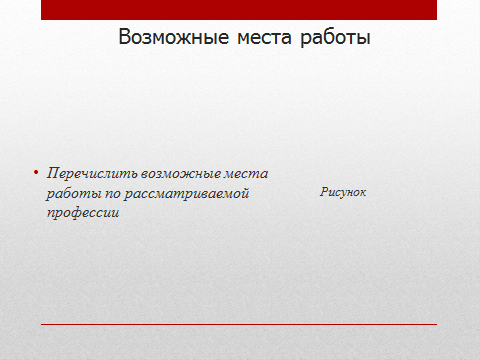 Возможные места работы
• Перечислить возможные места
работы по рассматриваемой
профессии
Рисунок